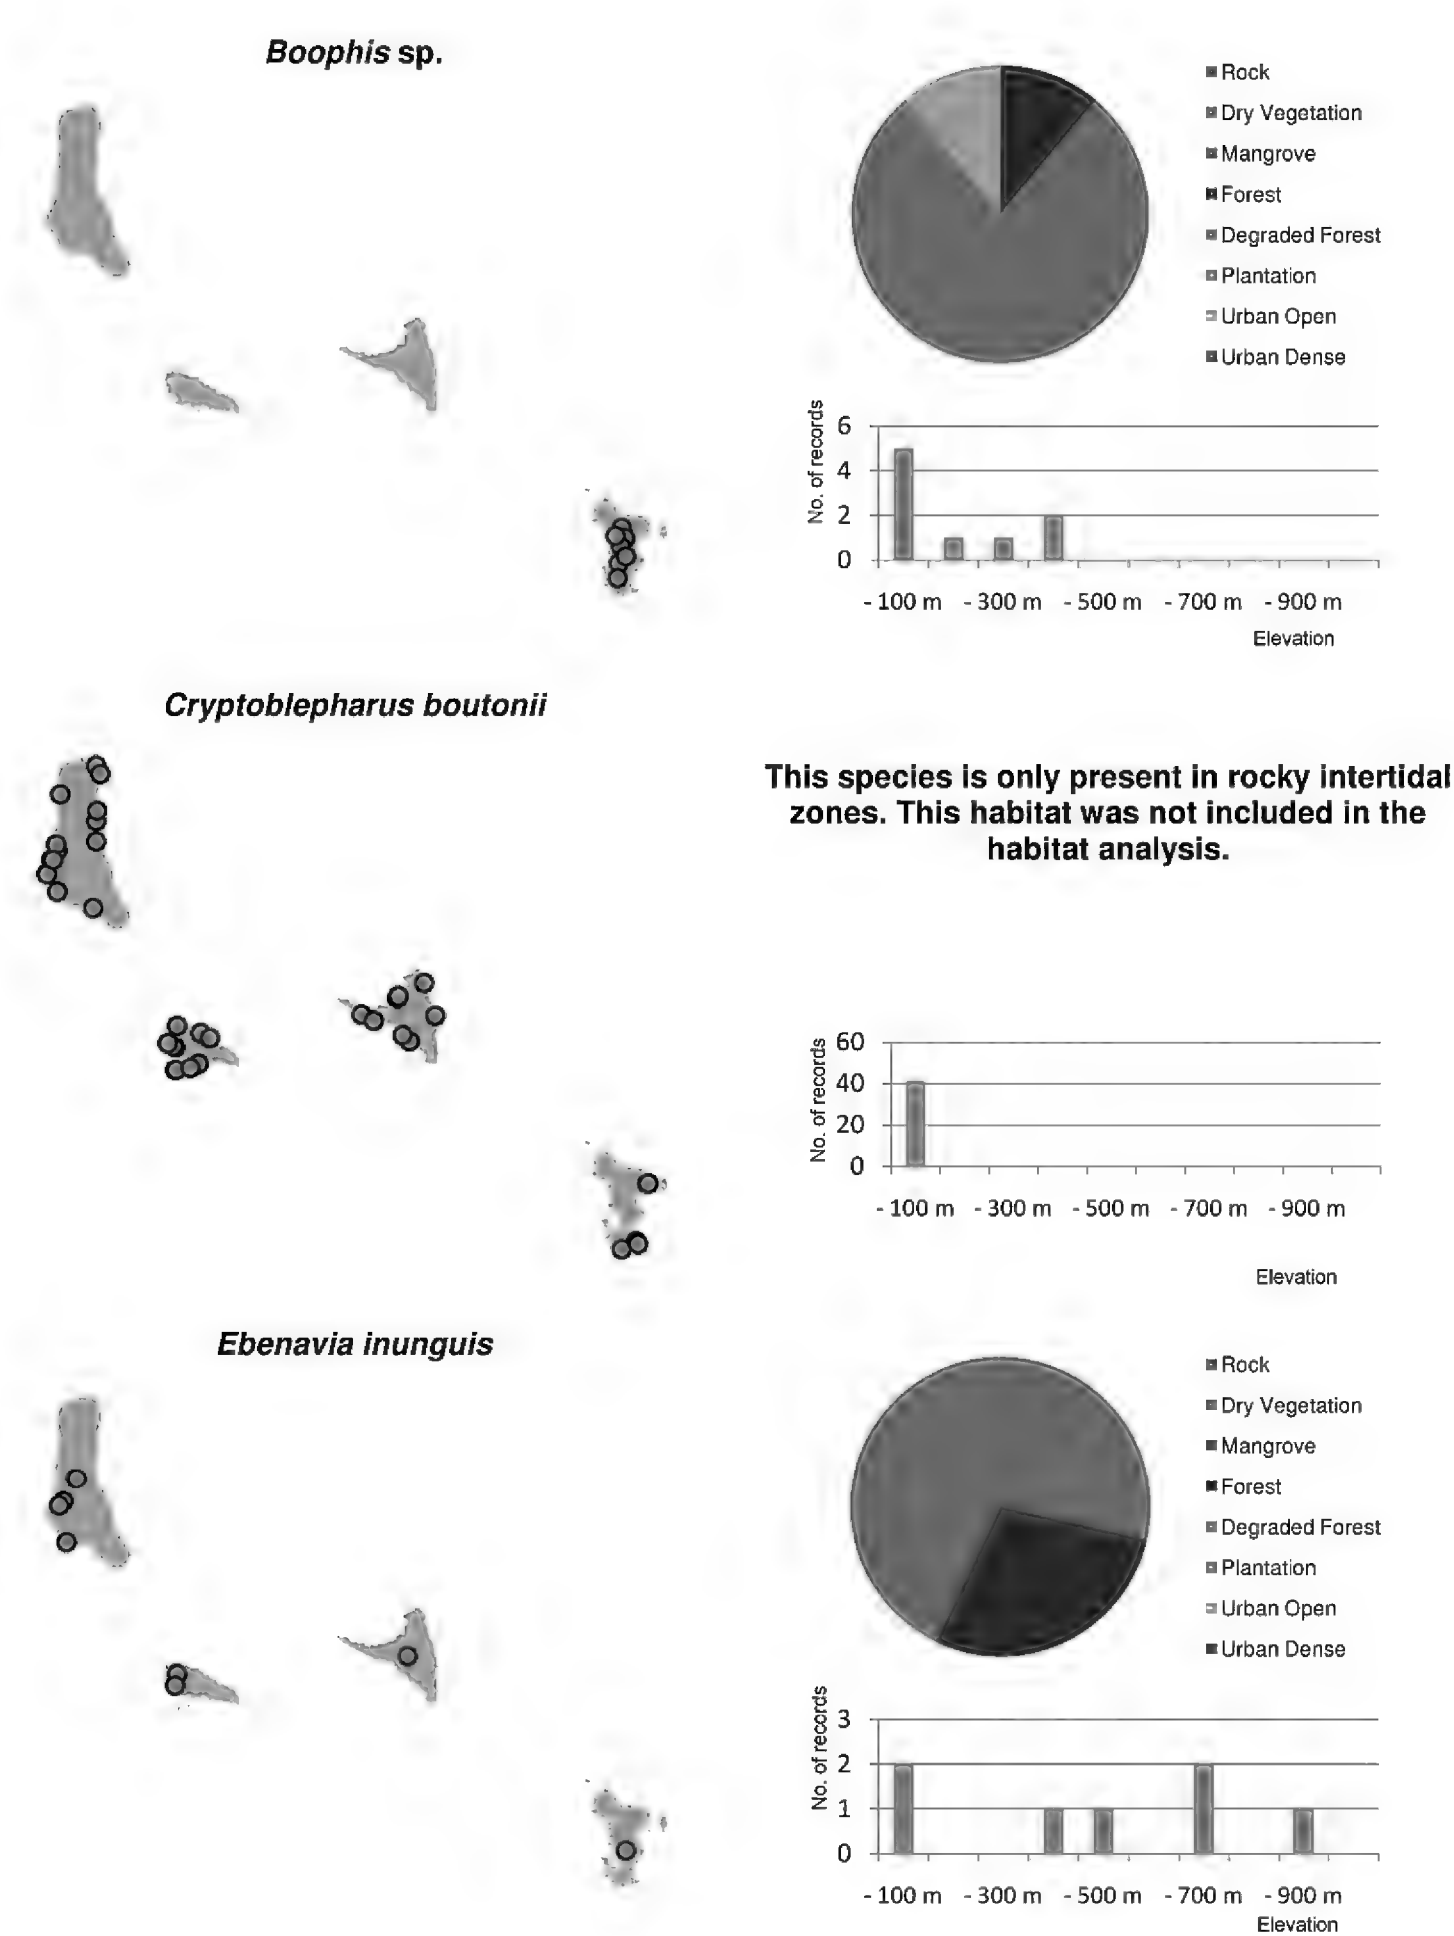 Boophis sp.
Rock
Dry Vegetation
Mangrove
Forest
Degraded Forest
Plantation
Urban Open
Urban Dense
No. of records
6
4
2
0
- 100 m - 300 m - 500 m - 700 m - 900 m
Elevation
Cryptoblepharus boutonii
This species is only present in rocky intertidal
zones. This habitat was not included in the
habitat analysis.
No. of records
60
40
20
0
- 100 m - 300 m - 500 m - 700 m - 900 m
Elevation
Ebenavia inunguis
Rock
Dry Vegetation
Mangrove
Forest
Degraded Forest
Plantation
Urban Open
Urban Dense
No. of records
3
2
1
0
- 100 m - 300 m - 500 m - 700 m - 900 m
Elevation